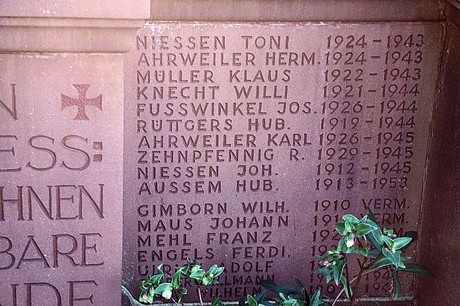 N
ESS:
HNEN
BARE
NDE
NIESSEN TONI 1924-1943
AHRWEILER HERM. 1924-1943
MÜLLER KLAUS 1922-1943
KNECHT WILLI 1921-1944
FUSSWINKEL JOS. 1926-1944
RÜTTGERS HUB. 1919-1944
AHRWEILER KARL 1926-1945
ZEHNPFENNIG R. 1929-1945
NIESSEN JOH. 1912-1945
AUSSEM HUB. 1913-1953
GIMBORN WILH. 1910 VERM.
MAUS JOHANN
MEHL FRANZ
ENGELS FERDI.